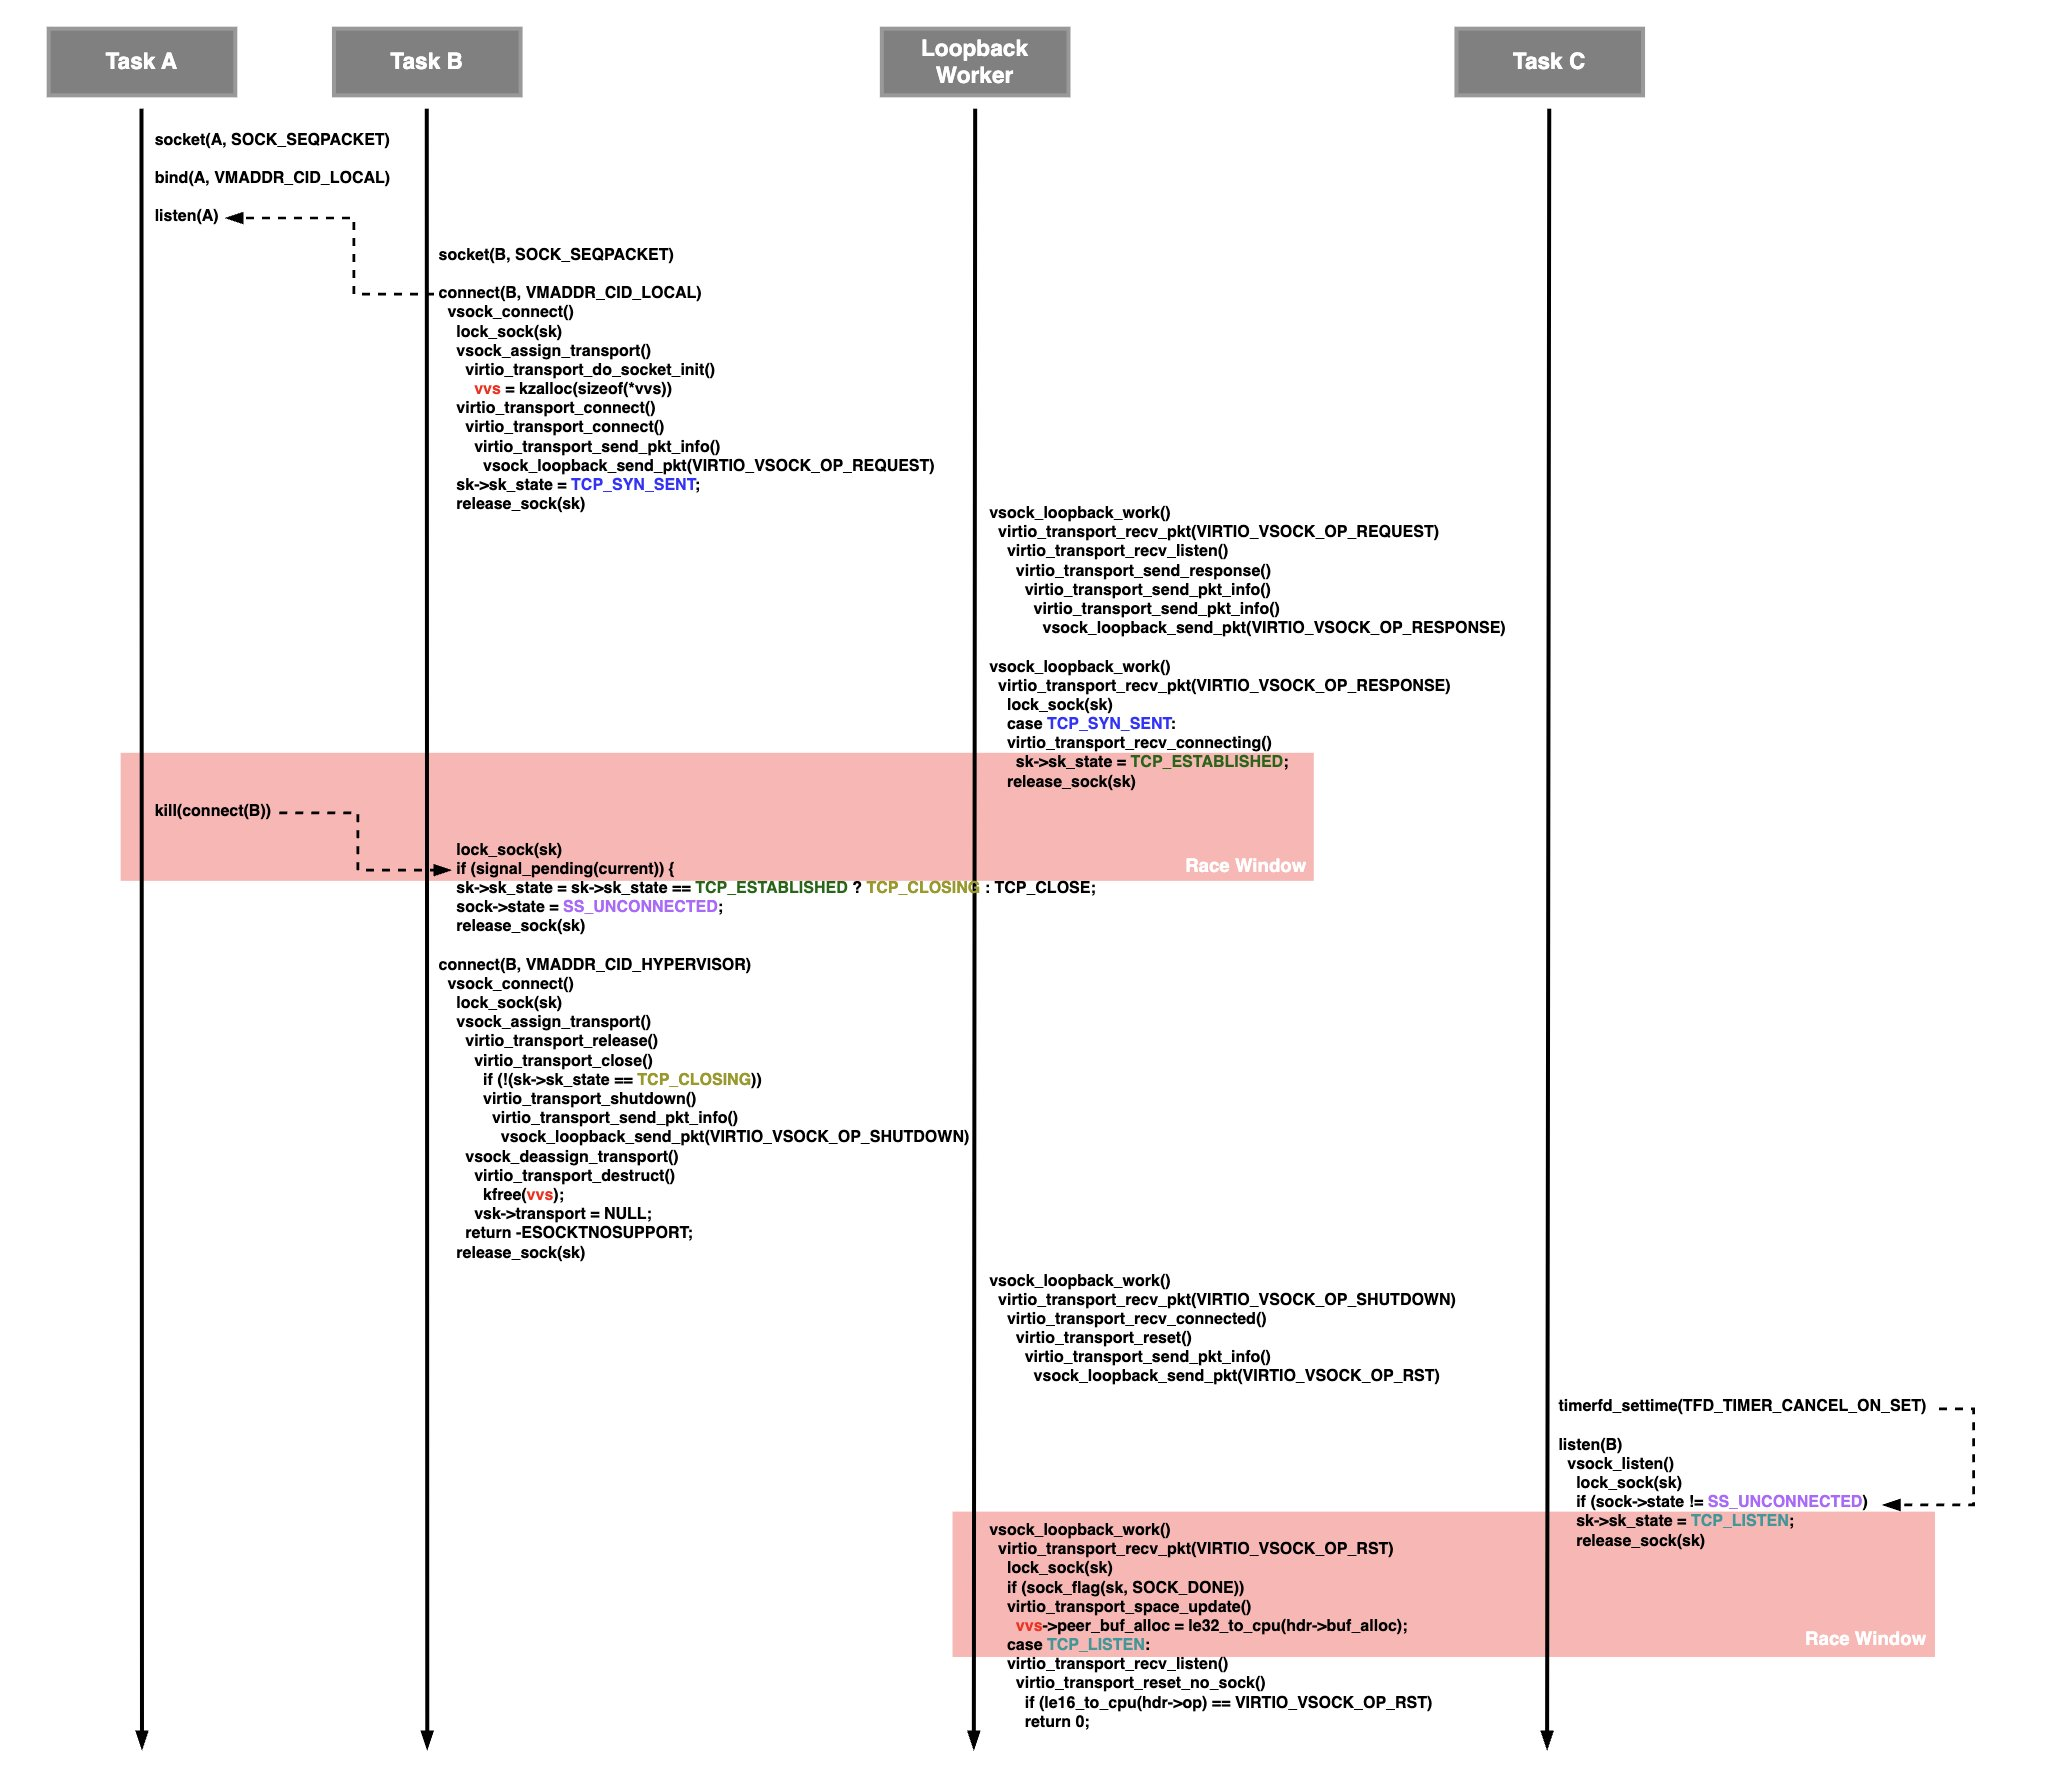 Task A
Task B
Loopback
Worker
Task C
socket(A, SOCK_SEQPACKET)
bind(A, VMADDR_CID_LOCAL)
listen(A)
socket(B, SOCK_SEQPACKET)
connect(B, VMADDR_CID_LOCAL)
vsock_connect()
lock_sock(sk)
vsock_assign_transport()
virtio_transport_do_socket_init()
vvs = kzalloc(sizeof(*vvs))
virtio_transport_connect()
virtio_transport_connect()
virtio_transport_send_pkt_info()
vsock_loopback_send_pkt(VIRTIO_VSOCK_OP_REQUEST)
sk->sk_state = TCP_SYN_SENT;
release_sock(sk)
vsock_loopback_work()
virtio_transport_recv_pkt(VIRTIO_VSOCK_OP_REQUEST)
virtio_transport_recv_listen()
virtio_transport_send_response()
virtio_transport_send_pkt_info()
virtio_transport_send_pkt_info()
vsock_loopback_send_pkt(VIRTIO_VSOCK_OP_RESPONSE)
vsock_loopback_work()
virtio_transport_recv_pkt(VIRTIO_VSOCK_OP_RESPONSE)
lock_sock(sk)
case TCP_SYN_SENT:
virtio_transport_recv_connecting()
sk->sk_state = TCP_ESTABLISHED;
release_sock(sk)
kill(connect(B))
lock_sock(sk)
if (signal_pending(current)) {
Race Window
sk->sk_state = sk->sk_state == TCP_ESTABLISHED ? TCP_CLOSING : TCP_CLOSE;
sock->state = SS_UNCONNECTED;
release_sock(sk)
connect(B, VMADDR_CID_HYPERVISOR)
vsock_connect()
lock_sock(sk)
vsock_assign_transport()
virtio_transport_release()
virtio_transport_close()
if (!(sk->sk_state == TCP_CLOSING))
virtio_transport_shutdown()
virtio_transport_send_pkt_info()
vsock_loopback_send_pkt(VIRTIO_VSOCK_OP_SHUTDOWN)
vsock_deassign_transport()
virtio_transport_destruct()
kfree(vvs);
vsk->transport = NULL;
return -ESOCKTNOSUPPORT;
release_sock(sk)
vsock_loopback_work()
virtio_transport_recv_pkt(VIRTIO_VSOCK_OP_SHUTDOWN)
virtio_transport_recv_connected()
virtio_transport_reset()
virtio_transport_send_pkt_info()
vsock_loopback_send_pkt(VIRTIO_VSOCK_OP_RST)
timerfd_settime(TFD_TIMER_CANCEL_ON_SET)
listen(B)
vsock_listen()
lock_sock(sk)
if (sock->state != SS_UNCONNECTED)
sk->sk_state = TCP_LISTEN;
release_sock(sk)
vsock_loopback_work()
virtio_transport_recv_pkt(VIRTIO_VSOCK_OP_RST)
lock_sock(sk)
if (sock_flag(sk, SOCK_DONE))
virtio_transport_space_update()
vvs->peer_buf_alloc = le32_to_cpu(hdr->buf_alloc);
case TCP_LISTEN:
Race Window
virtio_transport_recv_listen()
virtio_transport_reset_no_sock()
if (le16_to_cpu(hdr->op) == VIRTIO_VSOCK_OP_RST)
return 0;